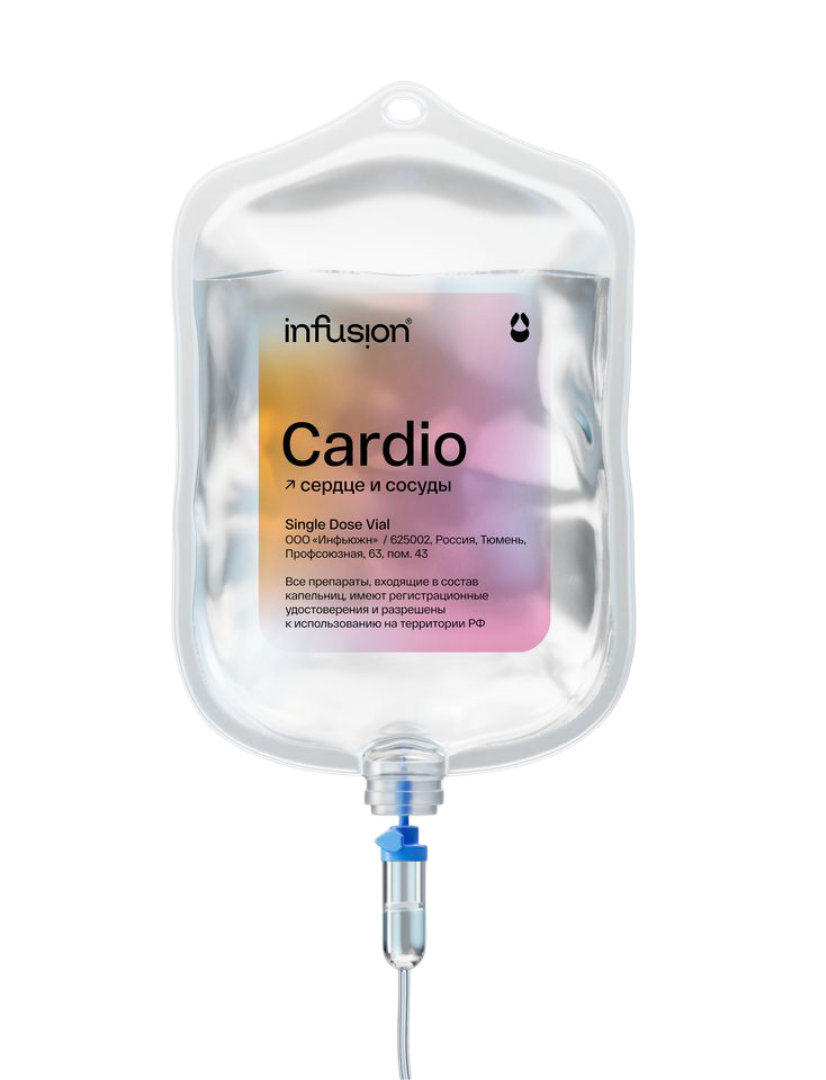 infusion®
Cardio
↗ сердце и сосуды
Single Dose Vial
ООО «Инфьюжн» / 625002, Россия, Тюмень,
Профсоюзная, 63, пом. 43
Все препараты, входящие в состав
капельниц, имеют регистрационные
удостоверения и разрешены
к использованию на территории РФ